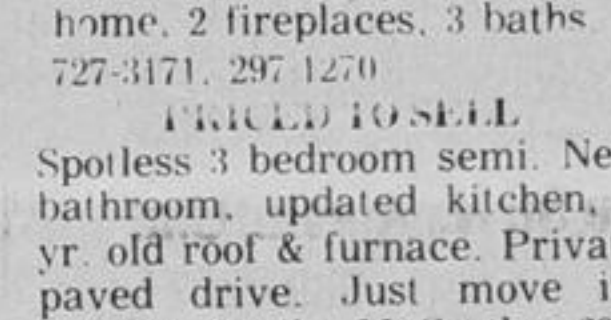 home. 2 fireplaces. 3 baths
727-3171. 297 1270
PRICED TO SELL
Spotless 3 bedroom semi. Ne
bathroom, updated kitchen,
yr. old roof & furnace. Priva
paved drive. Just move i